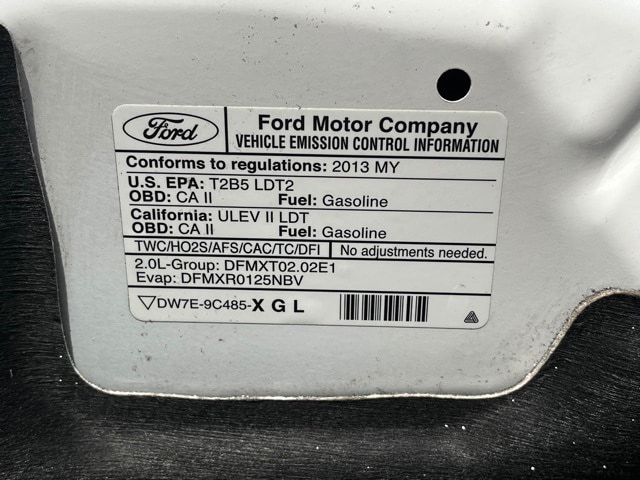 Ford
Ford Motor Company
VEHICLE EMISSION CONTROL INFORMATION
Conforms to regulations: 2013 MY
U.S. EPA: T2B5 LDT2
OBD: CA II Fuel: Gasoline
California: ULEV II LDT
OBD: CA II Fuel: Gasoline
TWC/HO2S/AFS/CAC/TC/DFI No adjustments needed.
2.0L-Group: DFMXT02.02E1
Evap: DFMXR0125NBV
DW7E-9C485-X G L